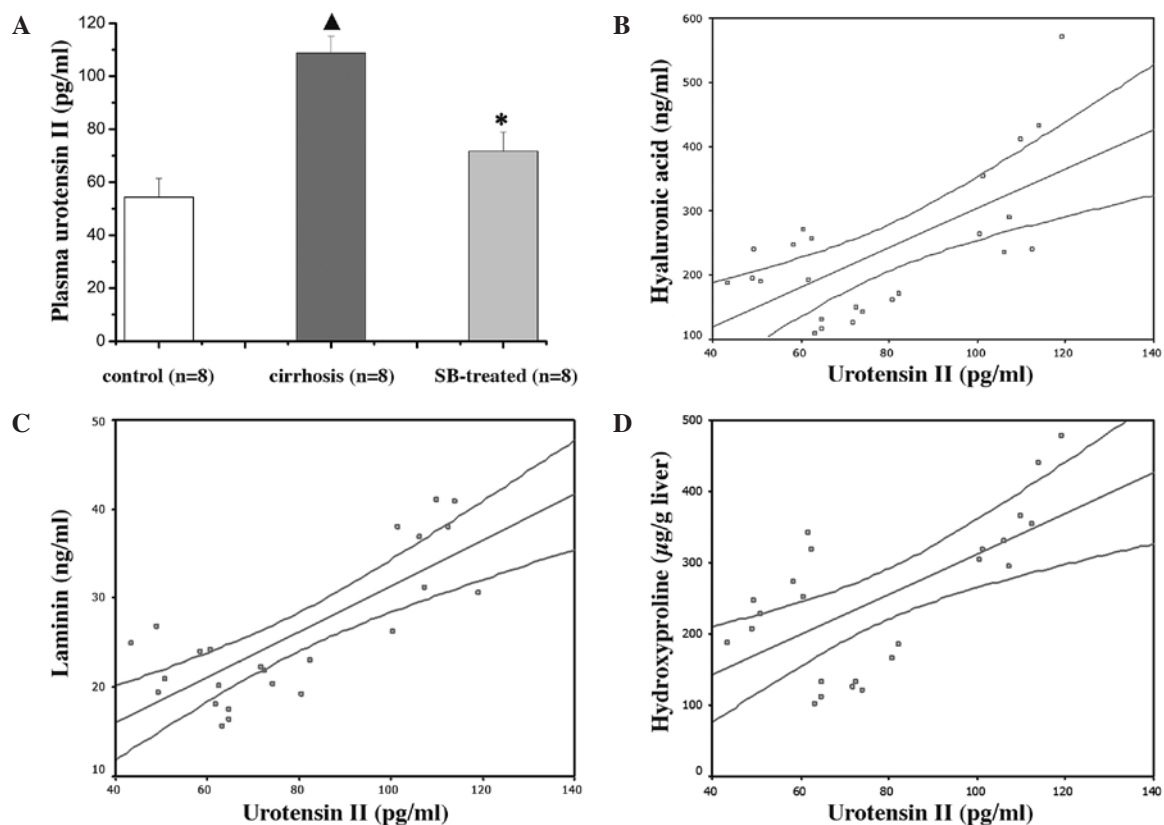 A
Plasma urotensin II (pg/ml)
120
100
80
60
40
20
0
*
control (n=8) cirrhosis (n=8) SB-treated (n=8)
B
Hyaluronic acid (ng/ml)
600
500
400
300
200
100
40 60 80 100 120 140
Urotensin II (pg/ml)
C
Laminin (ng/ml)
50
40
30
20
10
40 60 80 100 120 140
Urotensin II (pg/ml)
D
Hydroxyproline (µg/g liver)
500
400
300
200
100
0
40 60 80 100 120 140
Urotensin II (pg/ml)